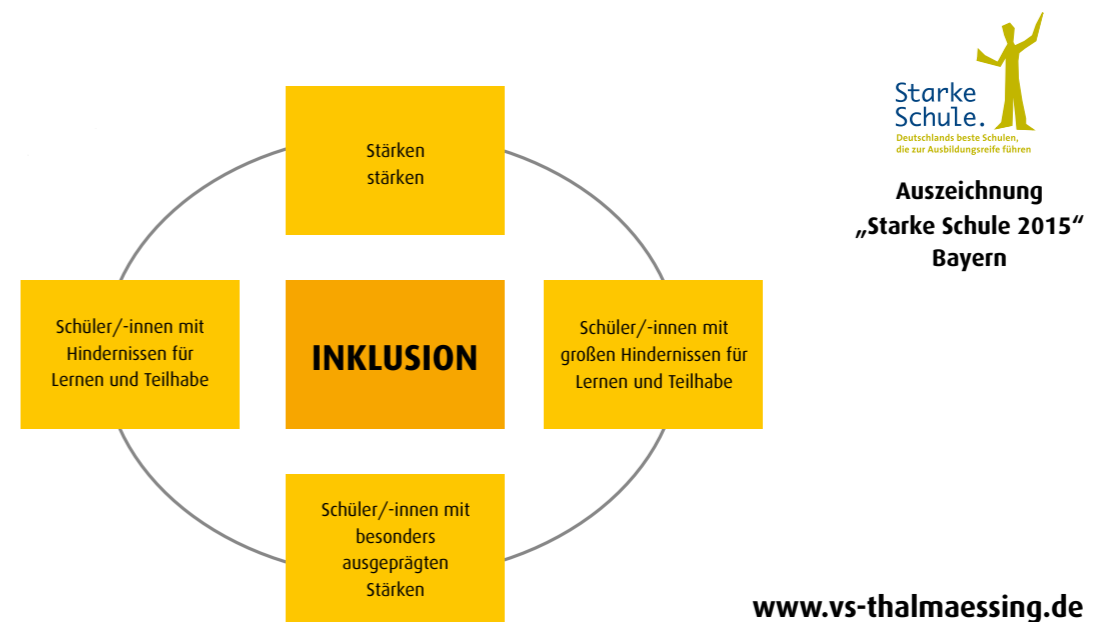 Starke
Schule.
Deutschlands beste Schulen,
die zur Ausbildungsreife führen
Auszeichnung
„Starke Schule 2015“
Bayern
Stärken
stärken
Schüler/-innen mit
Hindernissen für
Lernen und Teilhabe
INKLUSION
Schüler/-innen mit
großen Hindernissen für
Lernen und Teilhabe
Schüler/-innen mit
besonders
ausgeprägten
Stärken
www.vs-thalmaessing.de